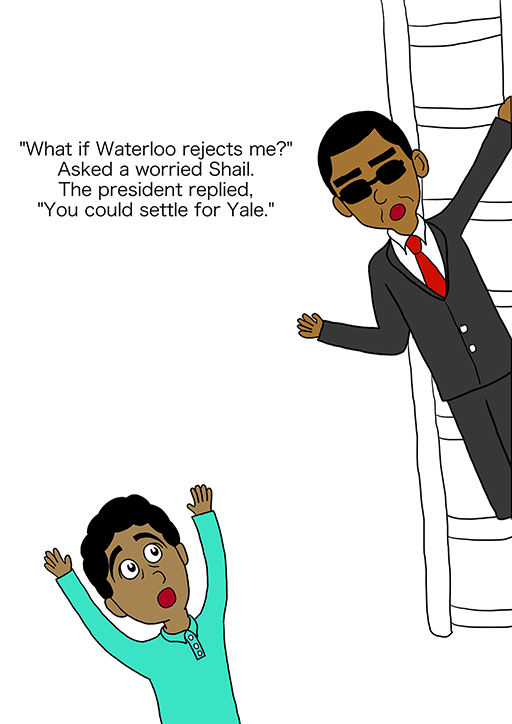 "What if Waterloo rejects me?"
Asked a worried Shail.
The president replied,
"You could settle for Yale."